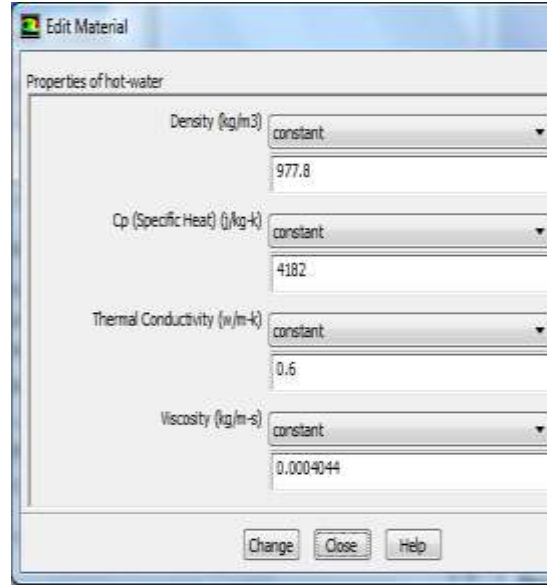 Edit Material
Properties of hot-water
Density (kg/m3) constant
977.8
Cp (Specific Heat) (j/kg-k) constant
4182
Thermal Conductivity (w/m-k) constant
0.6
Viscosity (kg/m-s) constant
0.0004044
Change Close Help